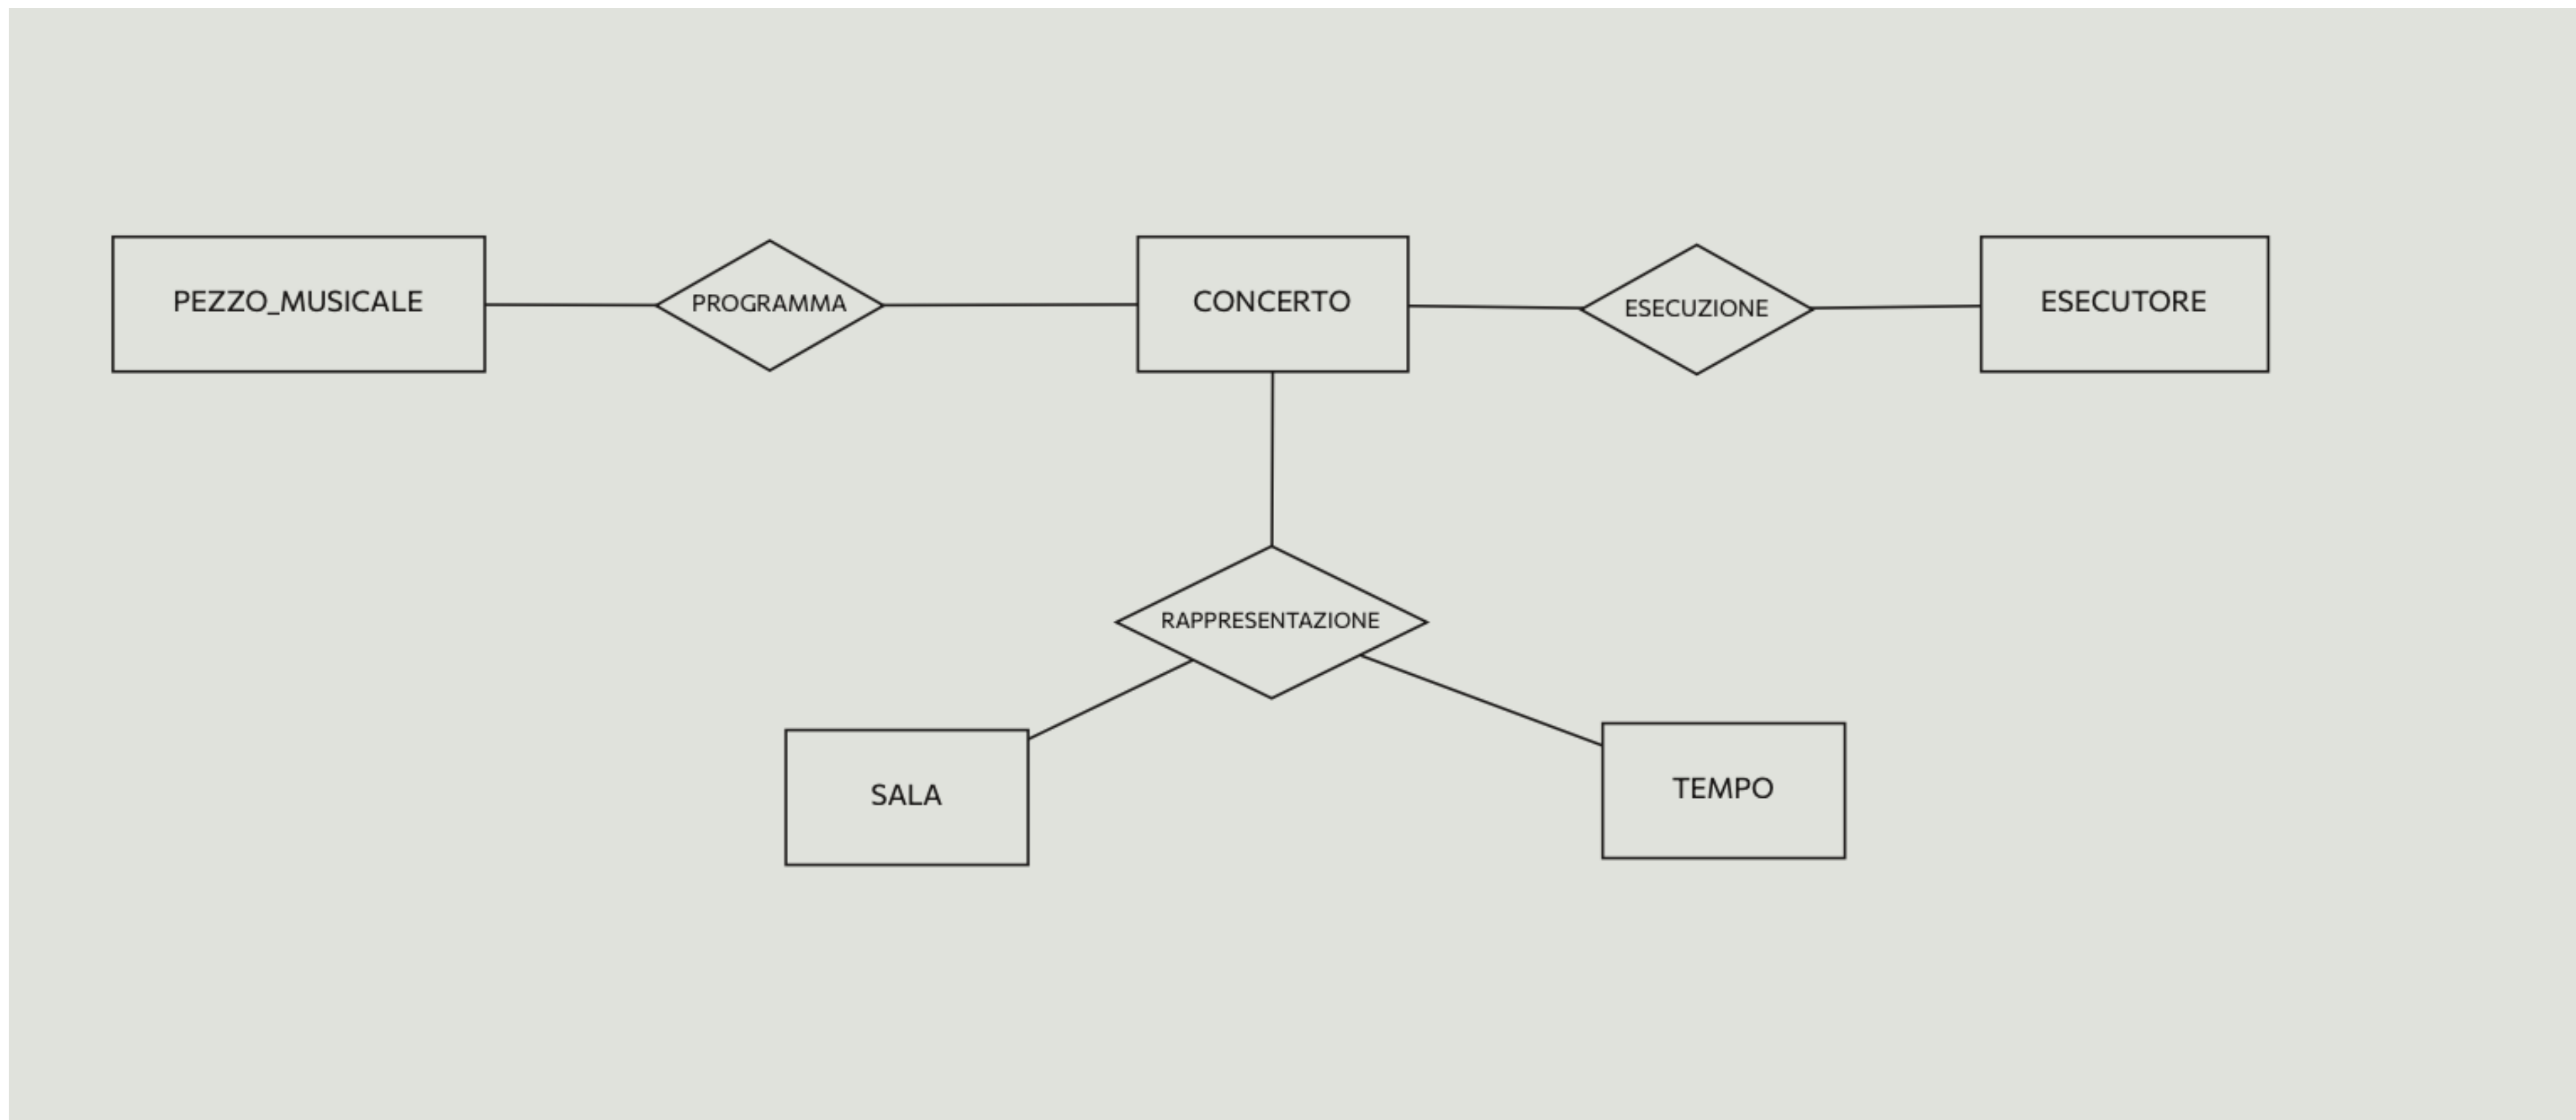 PEZZO_MUSICALE
PROGRAMMA
CONCERTO
ESECUZIONE
ESECUTORE
RAPPRESENTAZIONE
SALA
TEMPO